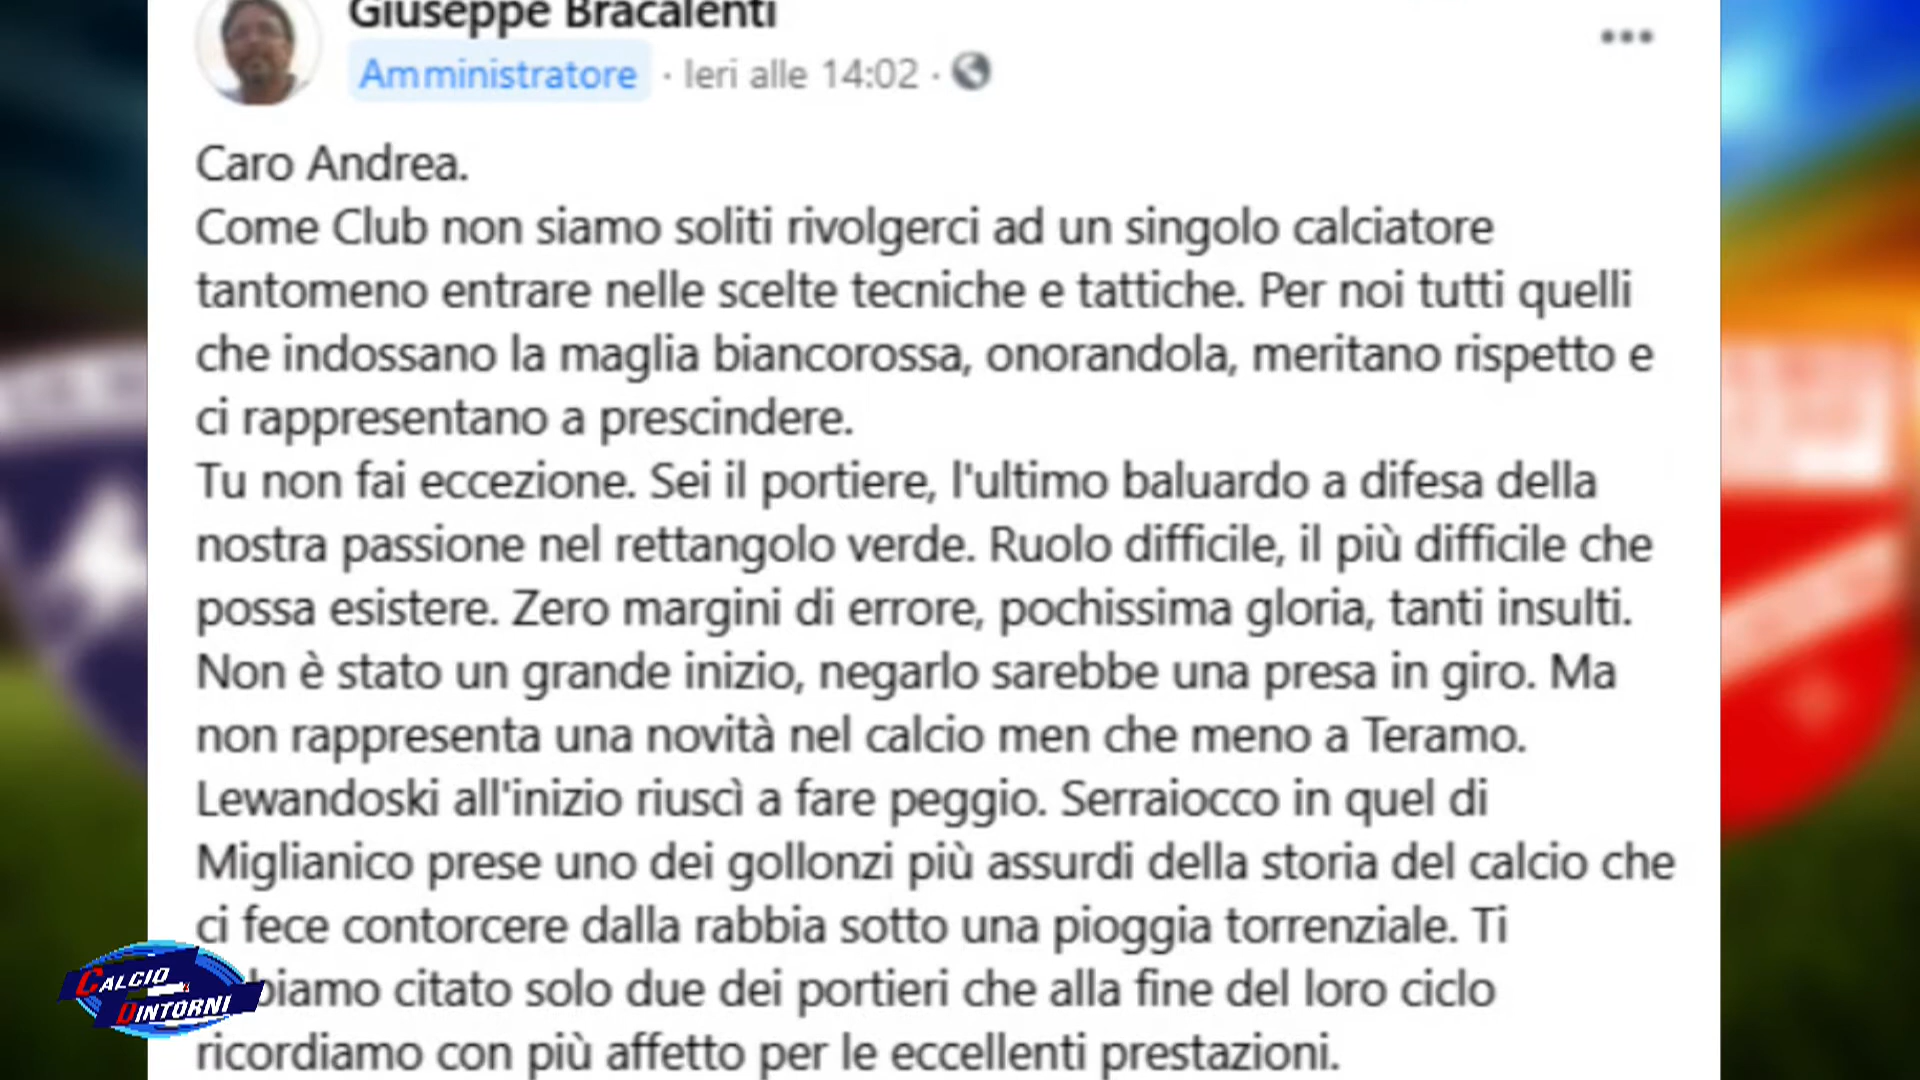 Giuseppe Bracalenti
Amministratore · Ieri alle 14:02 ·
Caro Andrea.
Come Club non siamo soliti rivolgerci ad un singolo calciatore
tantomeno entrare nelle scelte tecniche e tattiche. Per noi tutti quelli
che indossano la maglia biancorossa, onorandola, meritano rispetto e
ci rappresentano a prescindere.
Tu non fai eccezione. Sei il portiere, l'ultimo baluardo a difesa della
nostra passione nel rettangolo verde. Ruolo difficile, il più difficile che
possa esistere. Zero margini di errore, pochissima gloria, tanti insulti.
Non è stato un grande inizio, negarlo sarebbe una presa in giro. Ma
non rappresenta una novità nel calcio men che meno a Teramo.
Lewandoski all'inizio riuscì a fare peggio. Serraiocco in quel di
Miglianico prese uno dei gollonzi più assurdi della storia del calcio che
ci fece contorcere dalla rabbia sotto una pioggia torrenziale. Ti
biamo citato solo due dei portieri che alla fine del loro ciclo
ricordiamo con più affetto per le eccellenti prestazioni.
CALCIO
DINTORNI